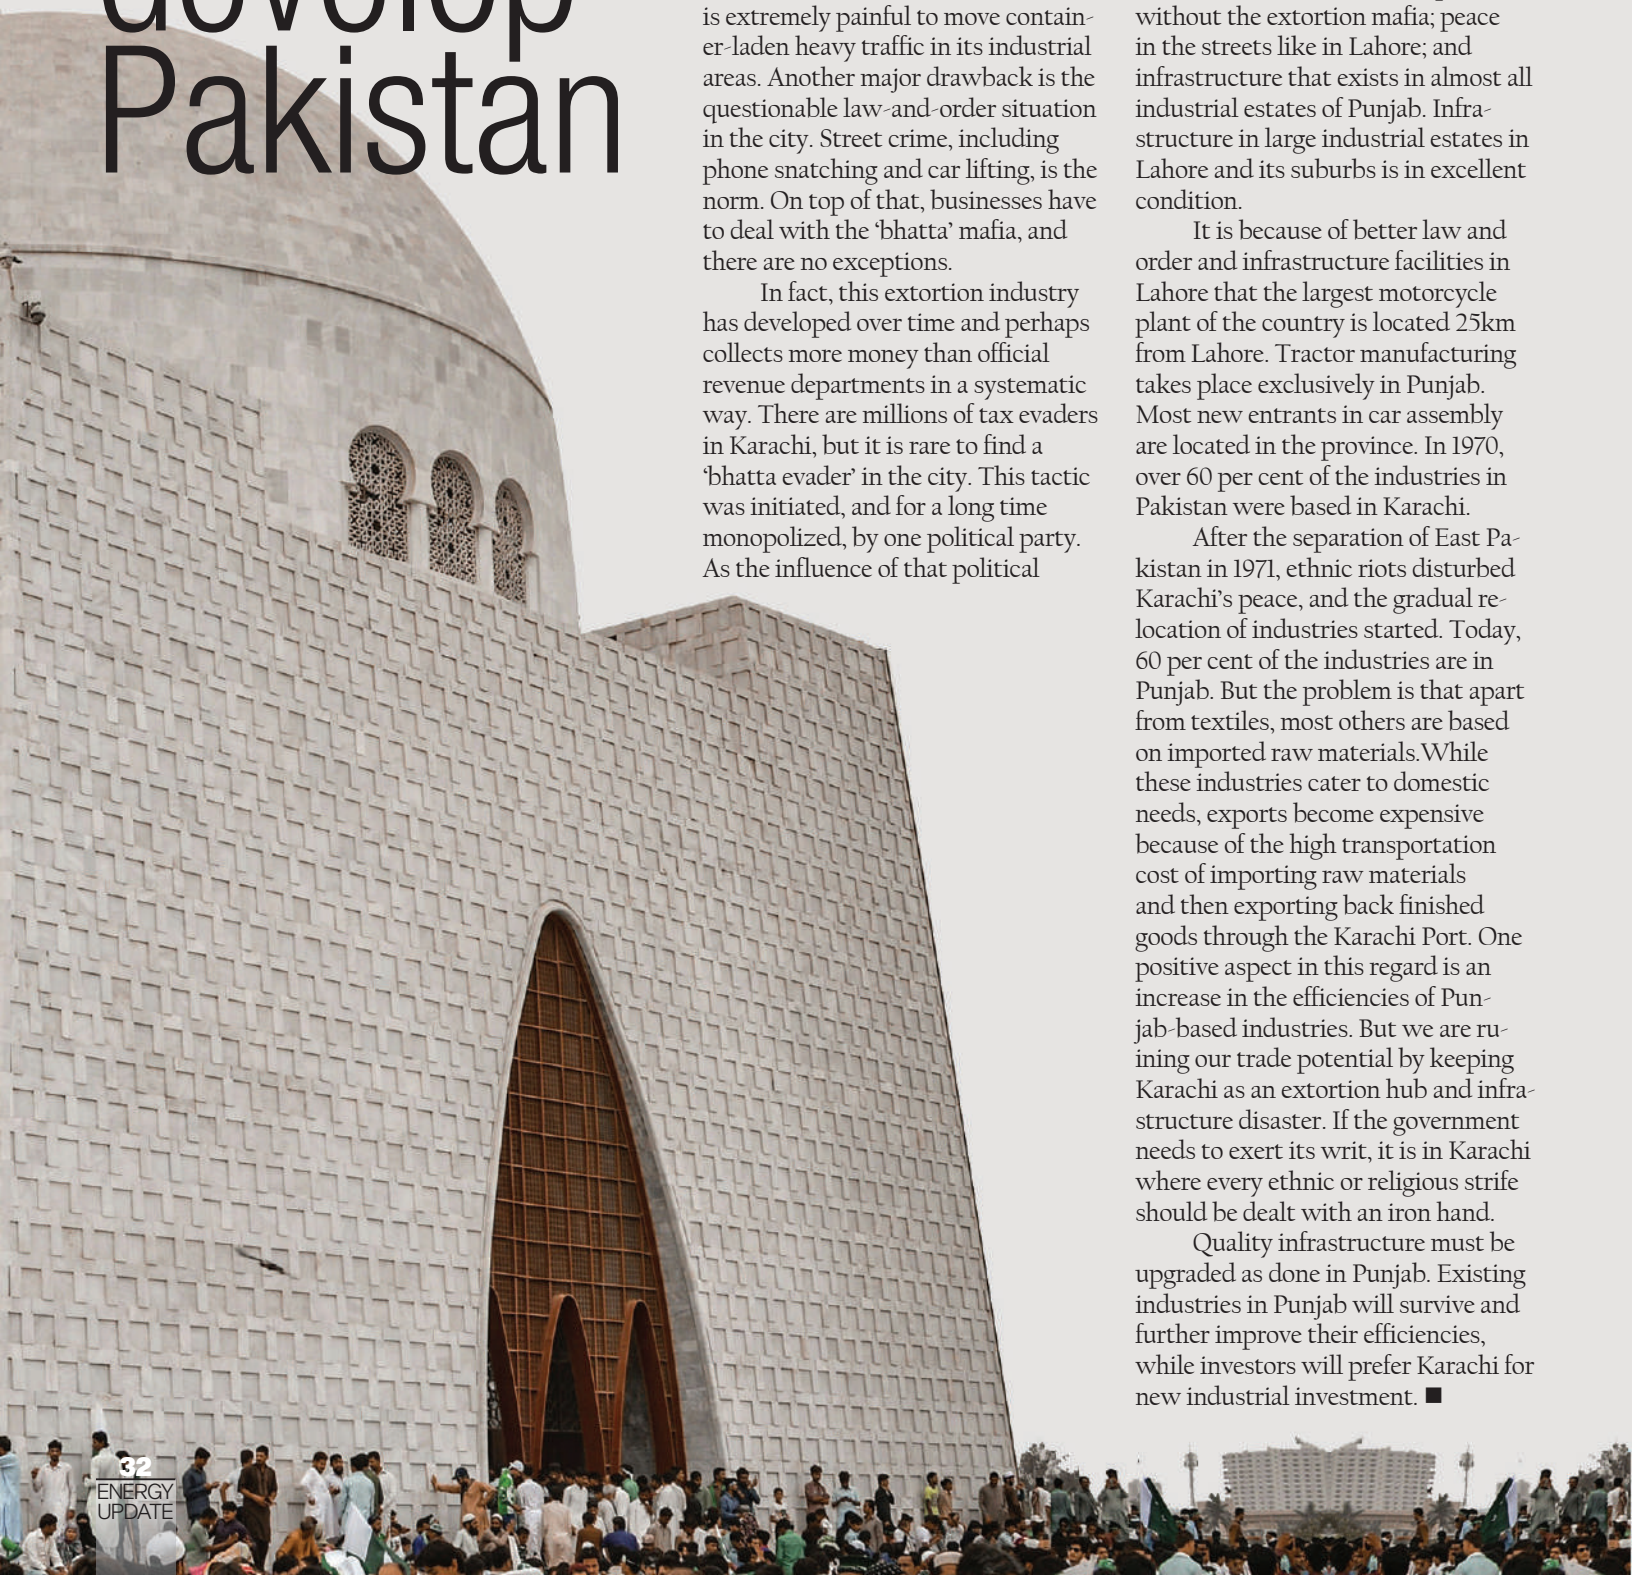 develop
Pakistan
is extremely painful to move contain-
er-laden heavy traffic in its industrial
areas. Another major drawback is the
questionable law-and-order situation
in the city. Street crime, including
phone snatching and car lifting, is the
norm. On top of that, businesses have
to deal with the ‘bhatta’ mafia, and
there are no exceptions.
In fact, this extortion industry
has developed over time and perhaps
collects more money than official
revenue departments in a systematic
way. There are millions of tax evaders
in Karachi, but it is rare to find a
‘bhatta evader’ in the city. This tactic
was initiated, and for a long time
monopolized, by one political party.
As the influence of that political
without the extortion mafia; peace
in the streets like in Lahore; and
infrastructure that exists in almost all
industrial estates of Punjab. Infra-
structure in large industrial estates in
Lahore and its suburbs is in excellent
condition.
It is because of better law and
order and infrastructure facilities in
Lahore that the largest motorcycle
plant of the country is located 25km
from Lahore. Tractor manufacturing
takes place exclusively in Punjab.
Most new entrants in car assembly
are located in the province. In 1970,
over 60 per cent of the industries in
Pakistan were based in Karachi.
After the separation of East Pa-
kistan in 1971, ethnic riots disturbed
Karachi’s peace, and the gradual re-
location of industries started. Today,
60 per cent of the industries are in
Punjab. But the problem is that apart
from textiles, most others are based
on imported raw materials.While
these industries cater to domestic
needs, exports become expensive
because of the high transportation
cost of importing raw materials
and then exporting back finished
goods through the Karachi Port. One
positive aspect in this regard is an
increase in the efficiencies of Pun-
jab-based industries. But we are ru-
ining our trade potential by keeping
Karachi as an extortion hub and infra-
structure disaster. If the government
needs to exert its writ, it is in Karachi
where every ethnic or religious strife
should be dealt with an iron hand.
Quality infrastructure must be
upgraded as done in Punjab. Existing
industries in Punjab will survive and
further improve their efficiencies,
while investors will prefer Karachi for
new industrial investment. ■
32
ENERGY
UPDATE